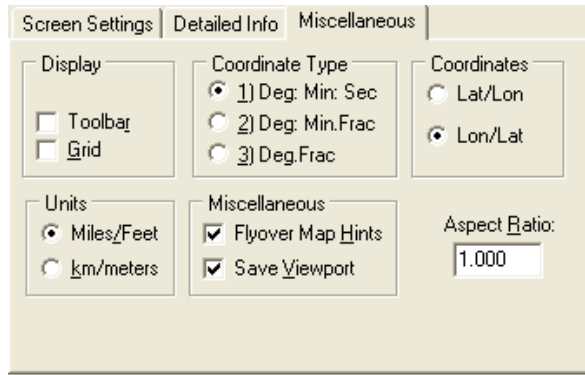 Screen Settings Detailed Info Miscellaneous
Display
Toolbar
Grid
Coordinate Type
1) Deg: Min: Sec
2) Deg: Min.Frac
3) Deg.Frac
Coordinates
Lat/Lon
Lon/Lat
Units
Miles/Feet
km/meters
Miscellaneous
Flyover Map Hints
Save Viewport
Aspect Ratio:
1.000